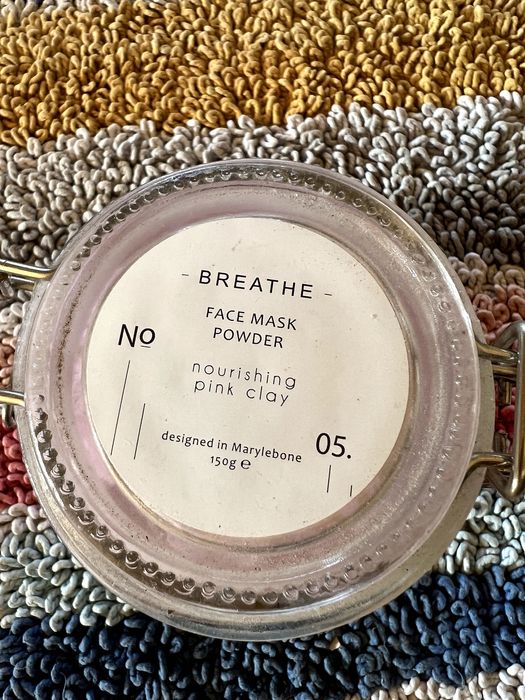 - BREATHE -
FACE MASK
POWDER
Nº
nourishing
pink clay
designed in Marylebone
150g ℮
05.